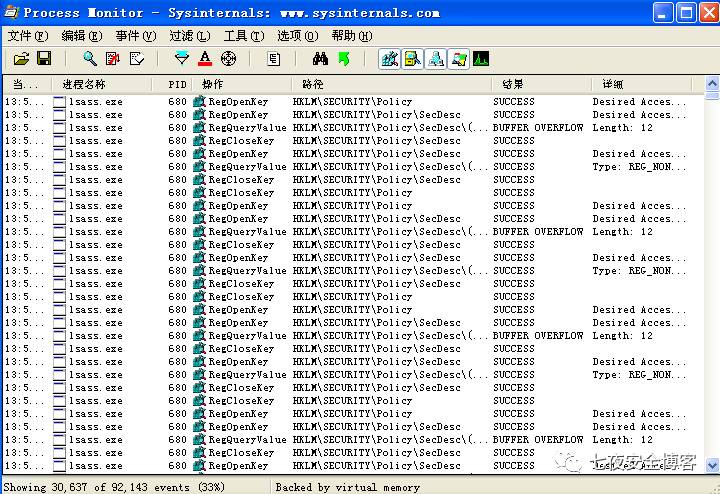 Process Monitor - Sysinternals: www.sysinternals.com
文件(F) 编辑(E) 事件(V) 过滤(L) 工具(T) 选项(O) 帮助(H)
当... 进程名称 PID 操作 路径 结果 详细
13:5... lsass.exe 680 RegOpenKey HKLM\SECURITY\Policy SUCCESS Desired Acces...
13:5... lsass.exe 680 RegOpenKey HKLM\SECURITY\Policy\SecDesc SUCCESS Desired Acces...
13:5... lsass.exe 680 RegQueryValue HKLM\SECURITY\Policy\SecDesc\(... BUFFER OVERFLOW Length: 12
13:5... lsass.exe 680 RegCloseKey HKLM\SECURITY\Policy\SecDesc SUCCESS
13:5... lsass.exe 680 RegOpenKey HKLM\SECURITY\Policy\SecDesc SUCCESS Desired Acces...
13:5... lsass.exe 680 RegQueryValue HKLM\SECURITY\Policy\SecDesc\(... SUCCESS Type: REG_NON...
13:5... lsass.exe 680 RegCloseKey HKLM\SECURITY\Policy\SecDesc SUCCESS
13:5... lsass.exe 680 RegCloseKey HKLM\SECURITY\Policy SUCCESS
13:5... lsass.exe 680 RegOpenKey HKLM\SECURITY\Policy SUCCESS Desired Acces...
13:5... lsass.exe 680 RegOpenKey HKLM\SECURITY\Policy\SecDesc SUCCESS Desired Acces...
13:5... lsass.exe 680 RegQueryValue HKLM\SECURITY\Policy\SecDesc\(... BUFFER OVERFLOW Length: 12
13:5... lsass.exe 680 RegCloseKey HKLM\SECURITY\Policy\SecDesc SUCCESS
13:5... lsass.exe 680 RegOpenKey HKLM\SECURITY\Policy\SecDesc SUCCESS Desired Acces...
13:5... lsass.exe 680 RegQueryValue HKLM\SECURITY\Policy\SecDesc\(... SUCCESS Type: REG_NON...
13:5... lsass.exe 680 RegCloseKey HKLM\SECURITY\Policy\SecDesc SUCCESS
13:5... lsass.exe 680 RegCloseKey HKLM\SECURITY\Policy SUCCESS
13:5... lsass.exe 680 RegOpenKey HKLM\SECURITY\Policy SUCCESS Desired Acces...
13:5... lsass.exe 680 RegOpenKey HKLM\SECURITY\Policy\SecDesc SUCCESS Desired Acces...
13:5... lsass.exe 680 RegQueryValue HKLM\SECURITY\Policy\SecDesc\(... BUFFER OVERFLOW Length: 12
13:5... lsass.exe 680 RegCloseKey HKLM\SECURITY\Policy\SecDesc SUCCESS
13:5... lsass.exe 680 RegOpenKey HKLM\SECURITY\Policy\SecDesc SUCCESS Desired Acces...
13:5... lsass.exe 680 RegQueryValue HKLM\SECURITY\Policy\SecDesc\(... SUCCESS Type: REG_NON...
13:5... lsass.exe 680 RegCloseKey HKLM\SECURITY\Policy\SecDesc SUCCESS
13:5... lsass.exe 680 RegCloseKey HKLM\SECURITY\Policy SUCCESS
13:5... lsass.exe 680 RegOpenKey HKLM\SECURITY\Policy SUCCESS Desired Acces...
13:5... lsass.exe 680 RegOpenKey HKLM\SECURITY\Policy\SecDesc SUCCESS Desired Acces...
13:5... lsass.exe 680 RegQueryValue HKLM\SECURITY\Policy\SecDesc\(... BUFFER OVERFLOW Length: 12
13:5... lsass.exe 680 RegCloseKey HKLM\SECURITY\Policy\SecDesc SUCCESS
13:5... lsass.exe 680 RegOpenKey HKLM\SECURITY\Policy\SecDesc SUCCESS
七夜安全博客
Showing 30,637 of 92,143 events (33%) Backed by virtual memory